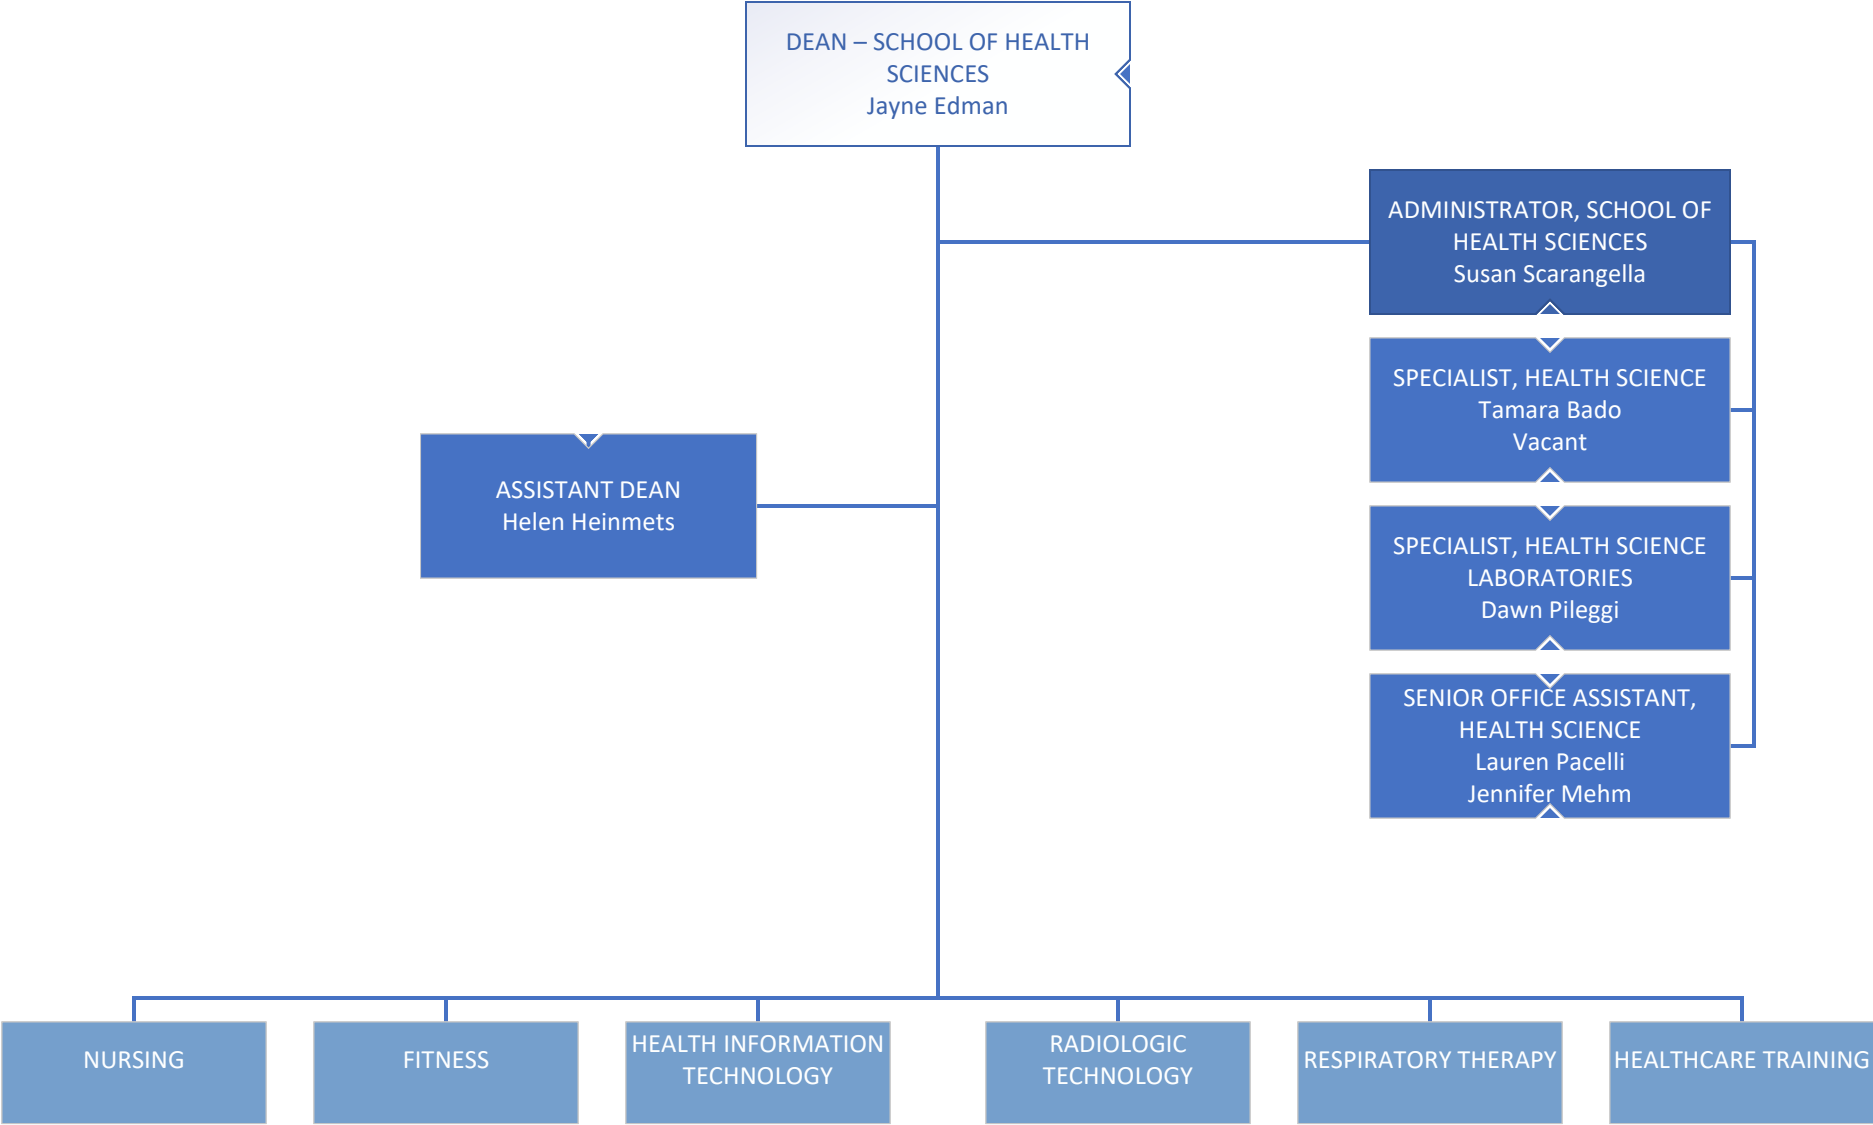 DEAN – SCHOOL OF HEALTH
SCIENCES
Jayne Edman
ADMINISTRATOR, SCHOOL OF
HEALTH SCIENCES
Susan Scarangella
SPECIALIST, HEALTH SCIENCE
Tamara Bado
Vacant
ASSISTANT DEAN
Helen Heinmets
SPECIALIST, HEALTH SCIENCE
LABORATORIES
Dawn Pileggi
SENIOR OFFICE ASSISTANT,
HEALTH SCIENCE
Lauren Pacelli
Jennifer Mehm
NURSING
FITNESS
HEALTH INFORMATION
TECHNOLOGY
RADIOLOGIC
TECHNOLOGY
RESPIRATORY THERAPY
HEALTHCARE TRAINING